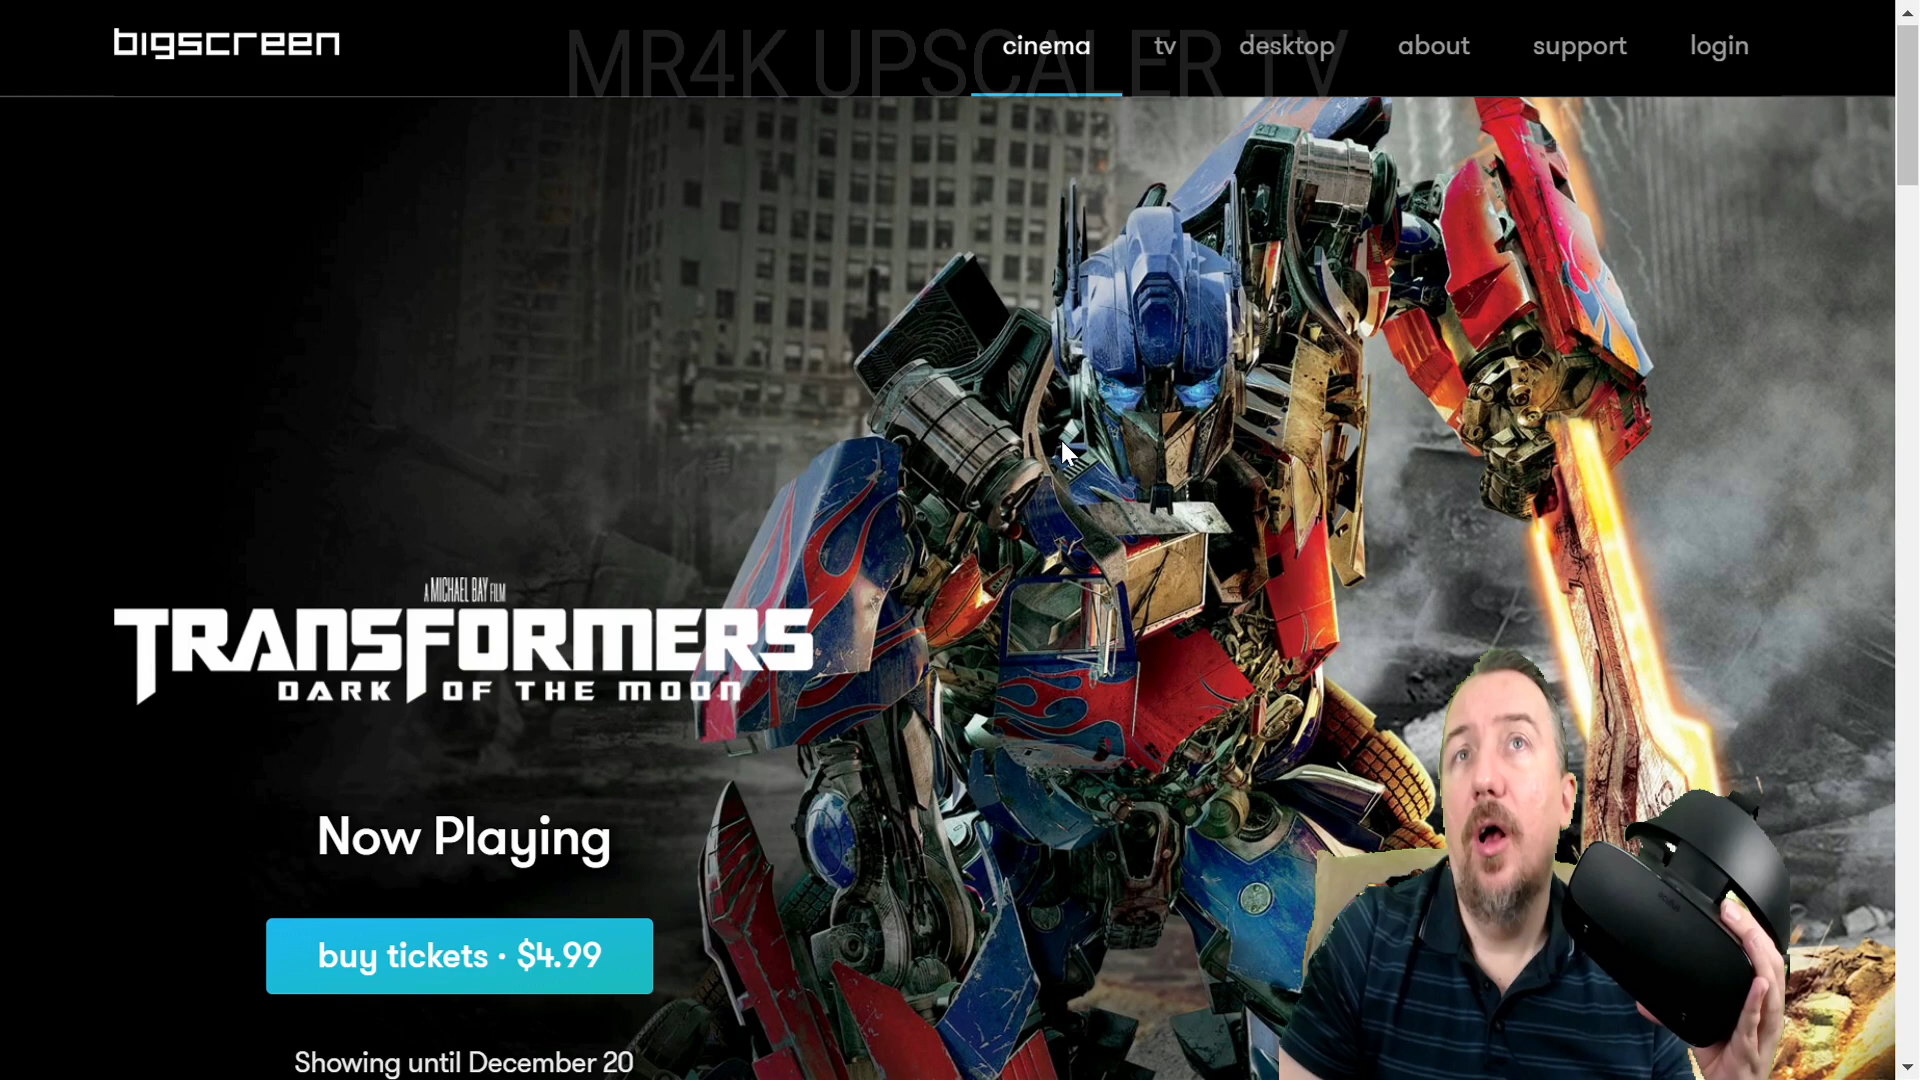 bigscreen
MR4K UPSCALER TV
cinema
tv
desktop
about
support
login
A MICHAEL BAY FILM
TRANSFORMERS
DARK OF THE MOON
Now Playing
buy tickets · $4.99
Showing until December 20